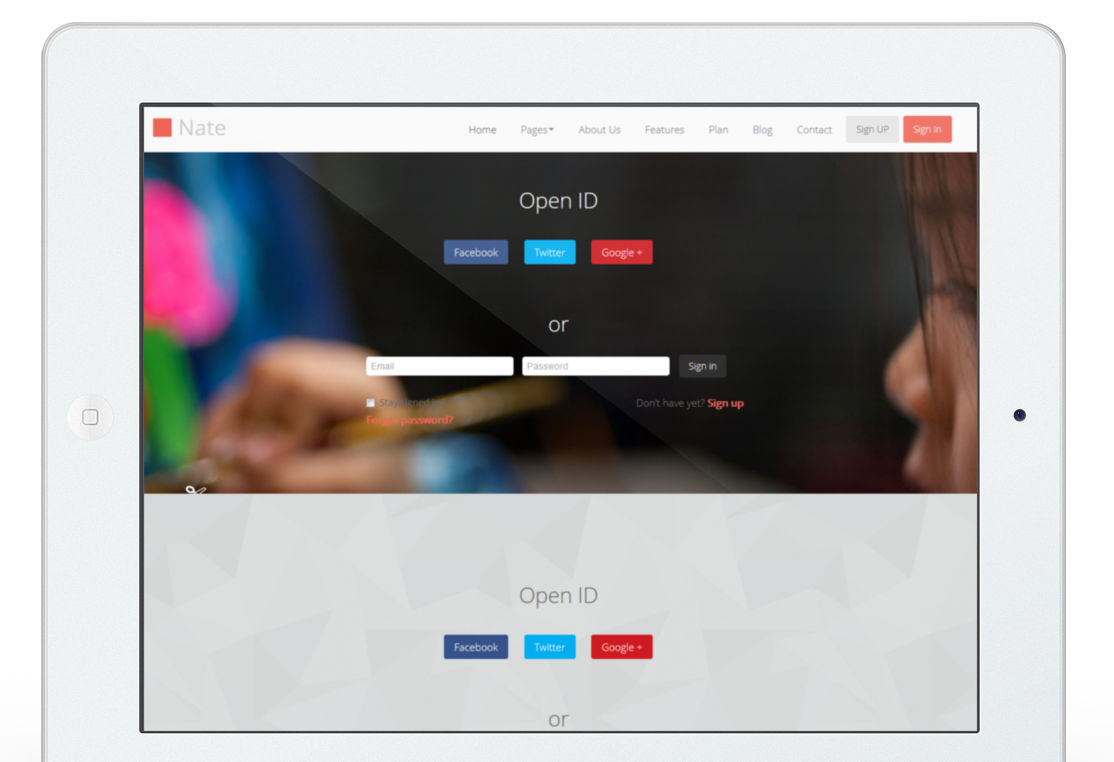 Nate
Home Pages About Us Features Plan Blog Contact Sign UP Sign in
Open ID
Facebook Twitter Google +
or
Email Password Sign in
Stay signed in Don't have yet? Sign up
Forgot password?
Open ID
Facebook Twitter Google +
or